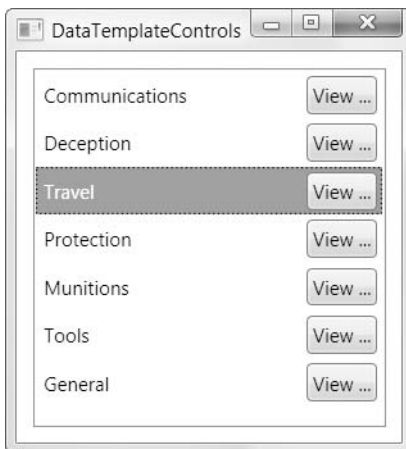 DataTemplateControls
Communications View ...
Deception View ...
Travel View ...
Protection View ...
Munitions View ...
Tools View ...
General View ...